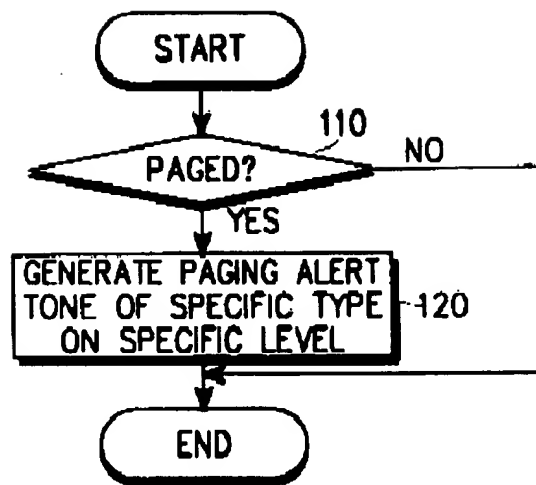 START
110
PAGED?
NO
YES
GENERATE PAGING ALERT
TONE OF SPECIFIC TYPE
ON SPECIFIC LEVEL
120
END